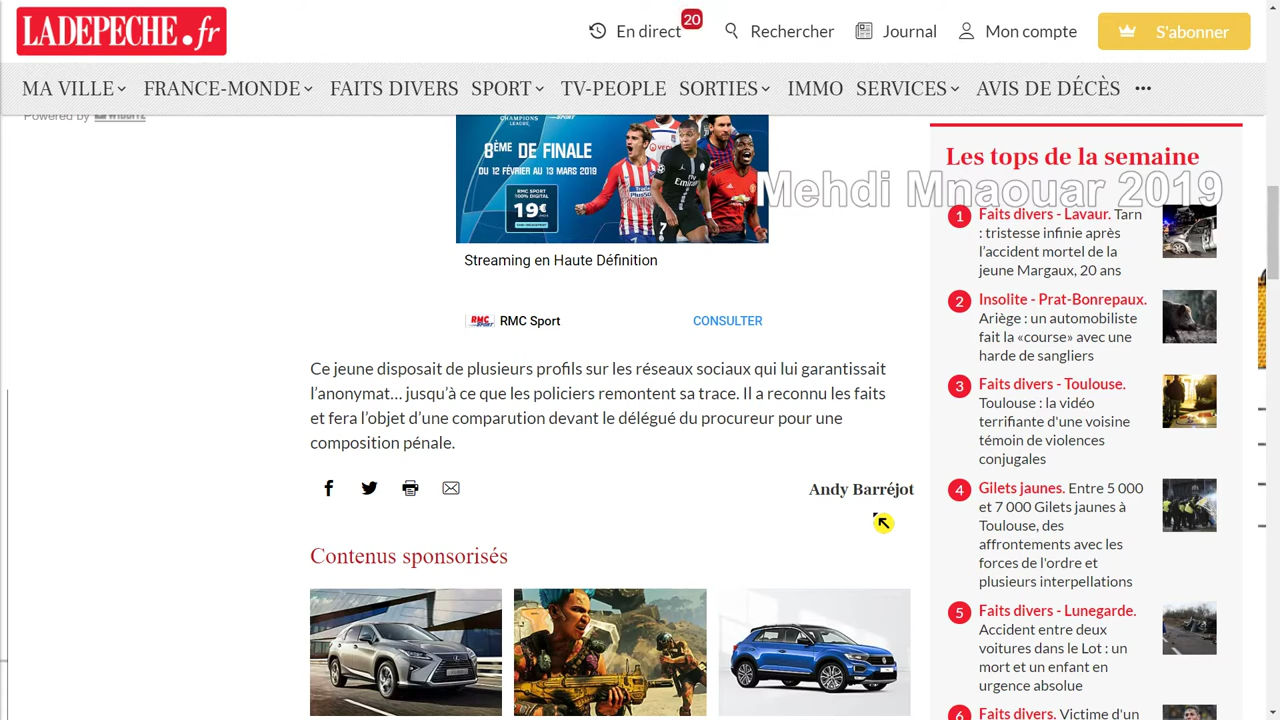 LADEPECHE.fr
En direct 20
Rechercher
Journal
Mon compte
S'abonner
MA VILLE
FRANCE-MONDE
FAITS DIVERS
SPORT
TV-PEOPLE
SORTIES
IMMO
SERVICES
AVIS DE DÉCÈS
Powered by
CHAMPIONS
LEAGUE
SPORT
8ÈME DE FINALE
DU 12 FÉVRIER AU 13 MARS 2019
RMC SPORT
100% DIGITAL
19€
Streaming en Haute Définition
RMC SPORT
RMC Sport
CONSULTER
Ce jeune disposait de plusieurs profils sur les réseaux sociaux qui lui garantissait
l'anonymat… jusqu'à ce que les policiers remontent sa trace. Il a reconnu les faits
et fera l'objet d'une comparution devant le délégué du procureur pour une
composition pénale.
Andy Barréjot
Contenus sponsorisés
Les tops de la semaine
Mehdi Mnaouar 2019
1 Faits divers - Lavaur. Tarn
: tristesse infinie après
l'accident mortel de la
jeune Margaux, 20 ans
2 Insolite - Prat-Bonrepaux.
Ariège : un automobiliste
fait la «course» avec une
harde de sangliers
3 Faits divers - Toulouse.
Toulouse : la vidéo
terrifiante d'une voisine
témoin de violences
conjugales
4 Gilets jaunes. Entre 5 000
et 7 000 Gilets jaunes à
Toulouse, des
affrontements avec les
forces de l'ordre et
plusieurs interpellations
5 Faits divers - Lunegarde.
Accident entre deux
voitures dans le Lot : un
mort et un enfant en
urgence absolue
6 Faits divers. Victime d'un